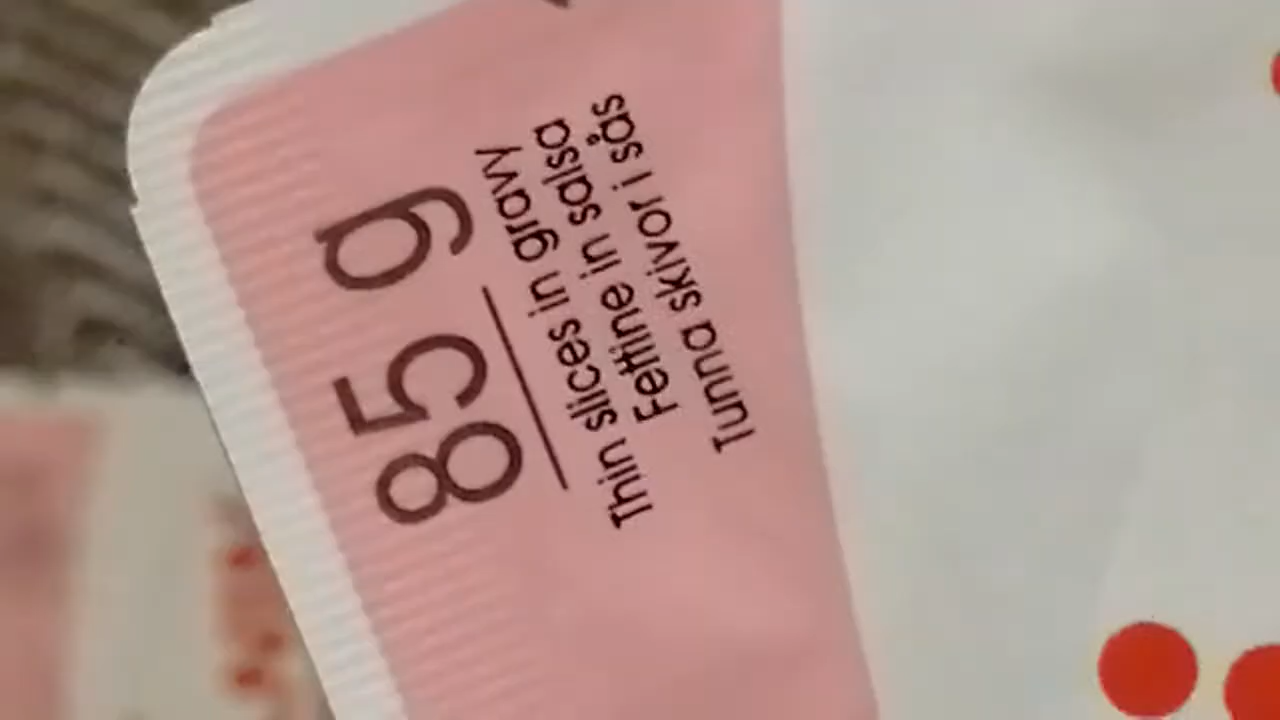 85 g
Thin slices in gravy
Fettine in salsa
Tunna skivor i sås